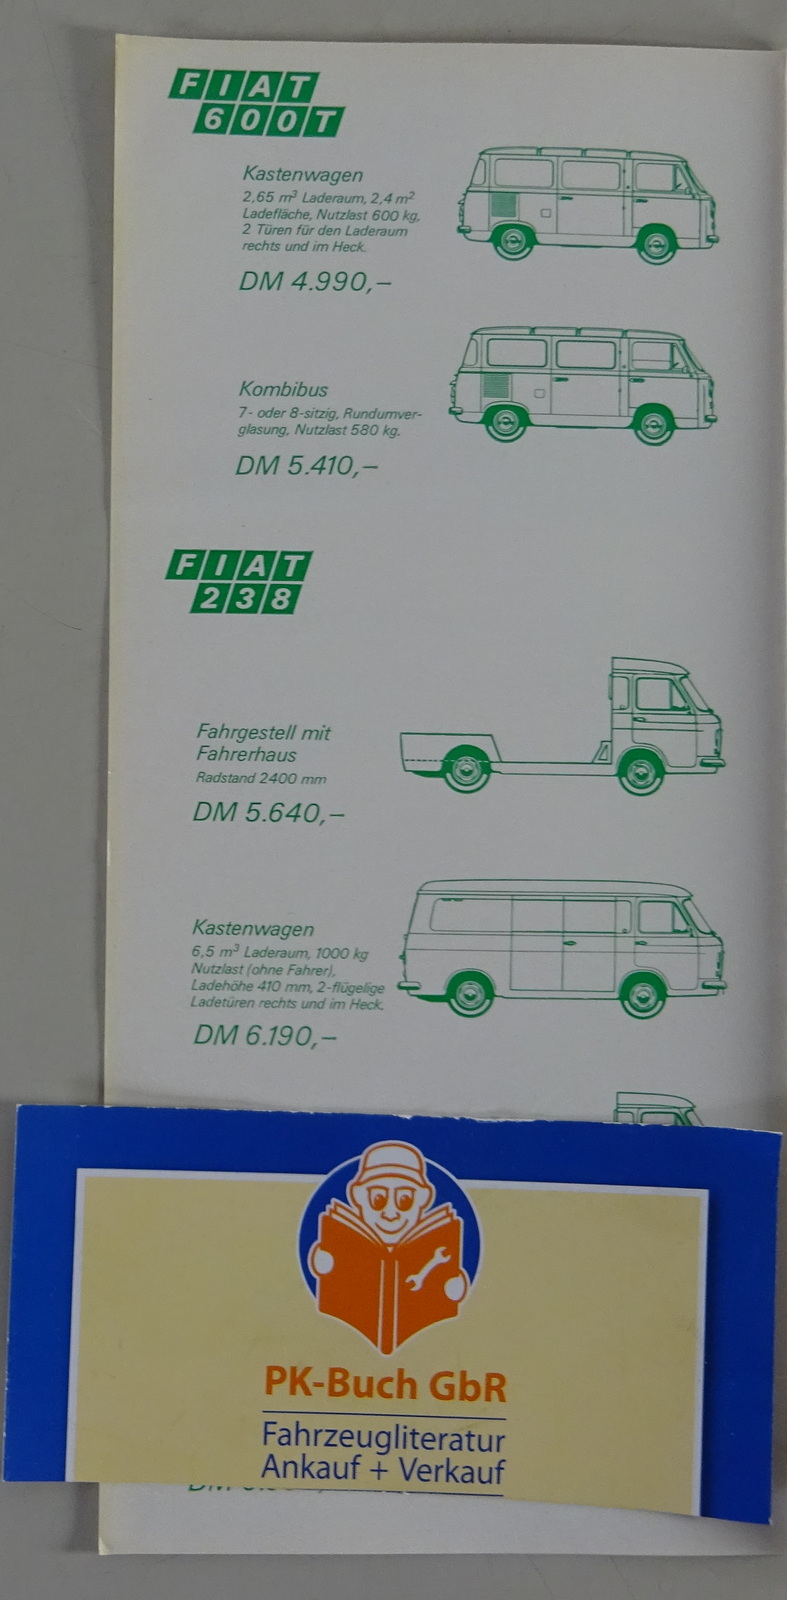 FIAT
600T
Kastenwagen
2,65 m³ Laderaum, 2,4 m²
Ladefläche, Nutzlast 600 kg,
2 Türen für den Laderaum
rechts und im Heck.
DM 4.990,–
Kombibus
7- oder 8-sitzig, Rundumver-
glasung, Nutzlast 580 kg.
DM 5.410,–
FIAT
238
Fahrgestell mit
Fahrerhaus
Radstand 2400 mm
DM 5.640,–
Kastenwagen
6,5 m³ Laderaum, 1000 kg
Nutzlast (ohne Fahrer),
Ladehöhe 410 mm, 2-flügelige
Ladetüren rechts und im Heck.
DM 6.190,–
PK-Buch GbR
Fahrzeugliteratur
Ankauf + Verkauf
DM